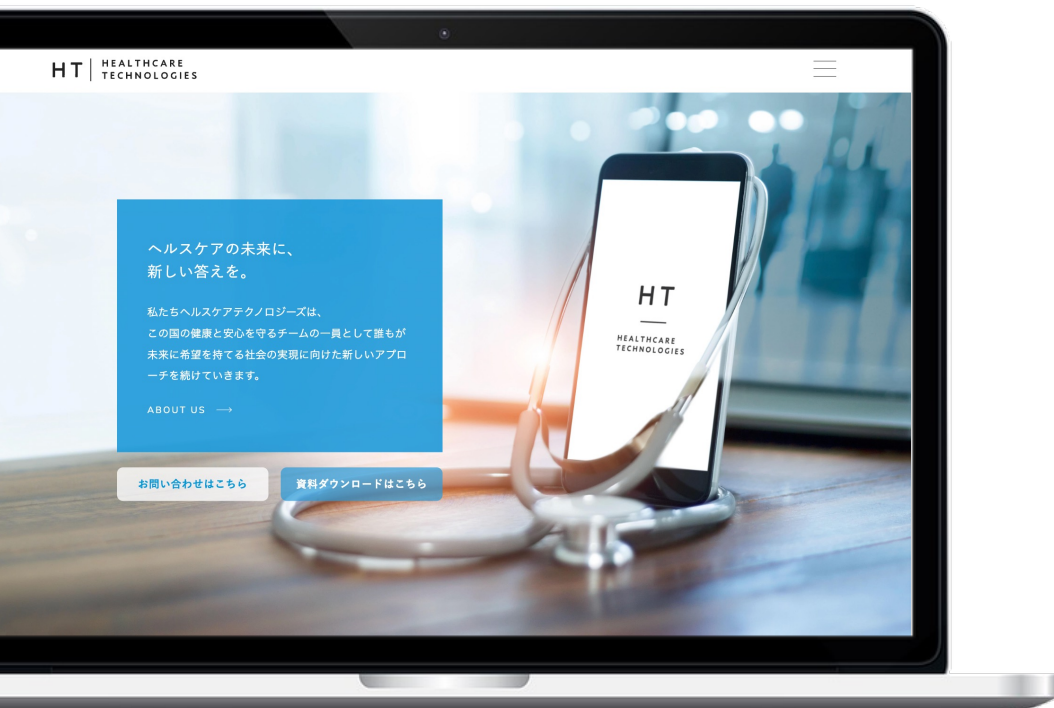 HT
HEALTHCARE
TECHNOLOGIES
ヘルスケアの未来に、
新しい答えを。
私たちヘルスケアテクノロジーズは、
この国の健康と安心を守るチームの一員として誰もが
未来に希望を持てる社会の実現に向けた新しいアプロ
ーチを続けていきます。
ABOUT US
お問い合わせはこちら
資料ダウンロードはこちら
HT
HEALTHCARE
TECHNOLOGIES